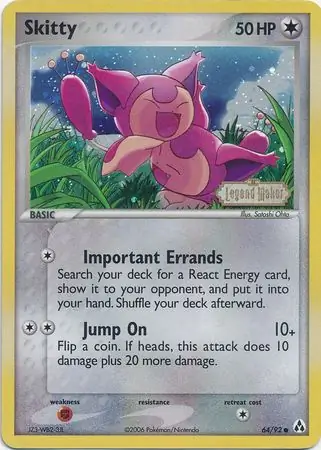 Skitty 50 HP
Legend Maker
BASIC Illus. Satoshi Ohta
Important Errands
Search your deck for a React Energy card,
show it to your opponent, and put it into
your hand. Shuffle your deck afterward.
Jump On 10+
Flip a coin. If heads, this attack does 10
damage plus 20 more damage.
weakness resistance retreat cost
©2006 Pokémon/Nintendo 64/92